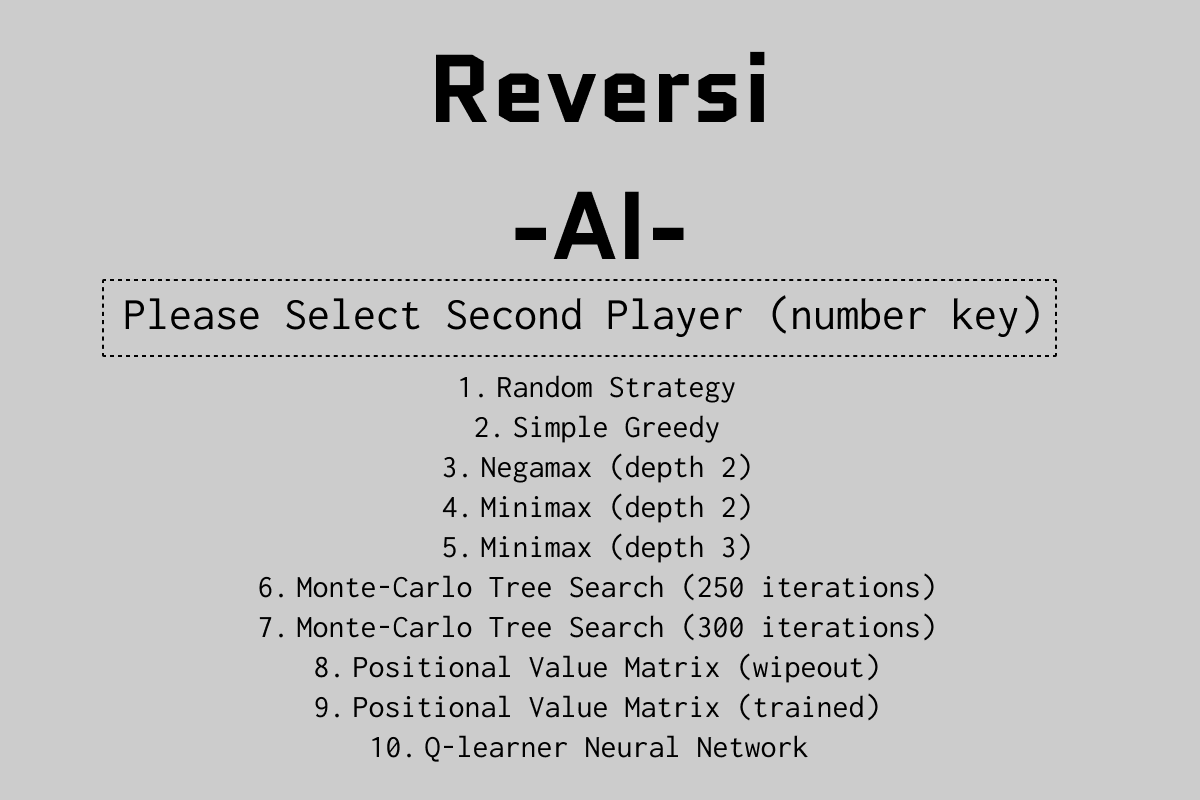 Reversi
-AI-
Please Select Second Player (number key)
1. Random Strategy
2. Simple Greedy
3. Negamax (depth 2)
4. Minimax (depth 2)
5. Minimax (depth 3)
6. Monte-Carlo Tree Search (250 iterations)
7. Monte-Carlo Tree Search (300 iterations)
8. Positional Value Matrix (wipeout)
9. Positional Value Matrix (trained)
10. Q-learner Neural Network